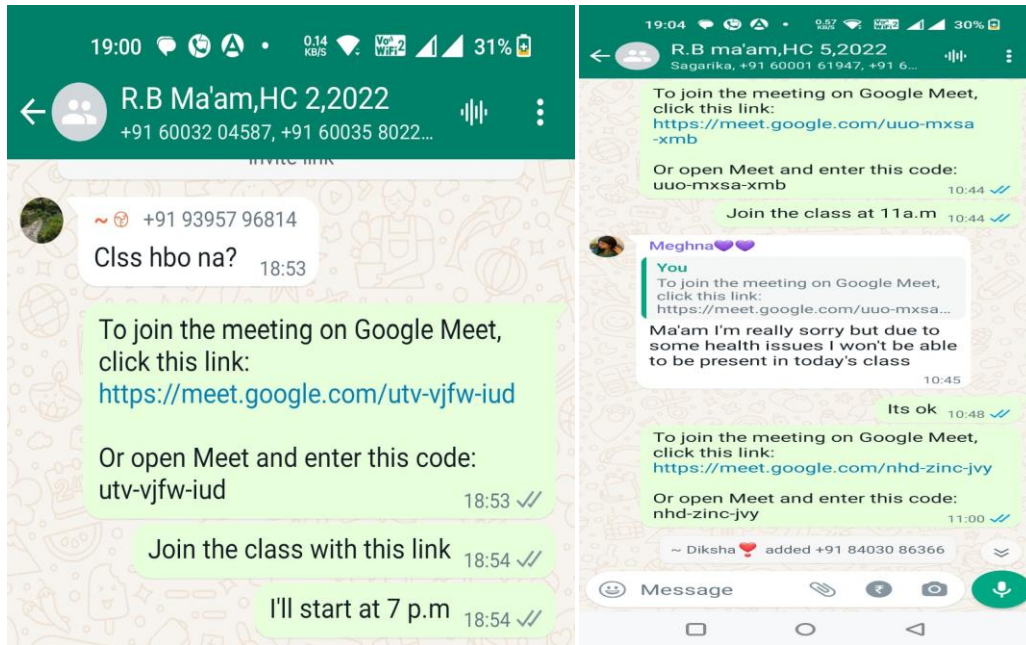 19:00 0.14 KB/S Vo WiFi 2 31%
R.B Ma'am,HC 2,2022
+91 60032 04587, +91 60035 8022...
invite link
~ +91 93957 96814
Clss hbo na? 18:53
To join the meeting on Google Meet,
click this link:
https://meet.google.com/utv-vjfw-iud
Or open Meet and enter this code:
utv-vjfw-iud 18:53
Join the class with this link 18:54
I'll start at 7 p.m 18:54
19:04 0.57 KB/S 30%
R.B ma'am,HC 5,2022
Sagarika, +91 60001 61947, +91 6...
To join the meeting on Google Meet,
click this link:
https://meet.google.com/uuo-mxsa
-xmb
Or open Meet and enter this code:
uuo-mxsa-xmb 10:44
Join the class at 11a.m 10:44
Meghna💜💜
You
To join the meeting on Google Meet,
click this link:
https://meet.google.com/uuo-mxsa...
Ma'am I'm really sorry but due to
some health issues I won't be able
to be present in today's class
10:45
Its ok 10:48
To join the meeting on Google Meet,
click this link:
https://meet.google.com/nhd-zinc-jvy
Or open Meet and enter this code:
nhd-zinc-jvy 11:00
~ Diksha❣️ added +91 84030 86366
Message